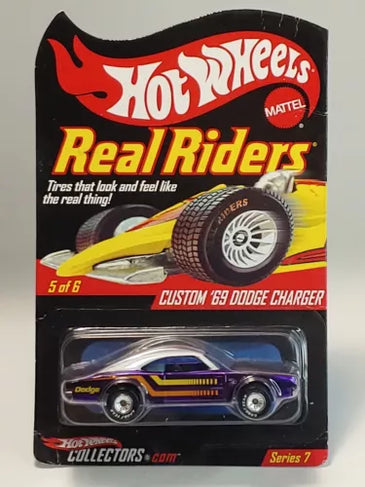 Hot Wheels
MATTEL
Real Riders®
Tires that look and feel like
the real thing!
RIDERS
5 of 6
CUSTOM '69 DODGE CHARGER
Dodge
Hot Wheels
COLLECTORS.COM
Series 7